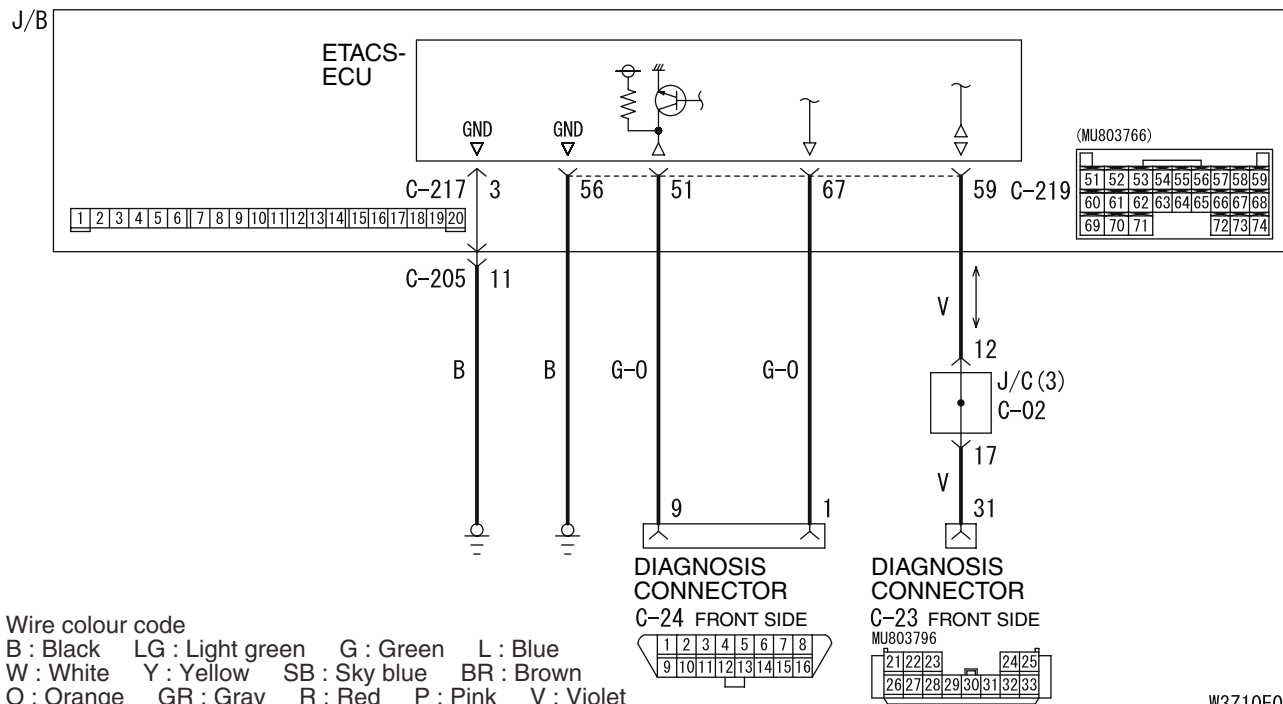 J/B
ETACS-
ECU
GND
GND
(MU803766)
C-217 3
56
51
67
59 C-219
51 52 53 54 55 56 57 58 59
60 61 62 63 64 65 66 67 68
69 70 71 72 73 74
1 2 3 4 5 6 7 8 9 10 11 12 13 14 15 16 17 18 19 20
C-205 11
V
12
B
B
G-O
G-O
J/C(3)
C-02
17
V
9
1
31
DIAGNOSIS
CONNECTOR
C-24 FRONT SIDE
1 2 3 4 5 6 7 8
9 10 11 12 13 14 15 16
DIAGNOSIS
CONNECTOR
C-23 FRONT SIDE
MU803796
21 22 23 24 25
26 27 28 29 30 31 32 33
Wire colour code
B : Black LG : Light green G : Green L : Blue
W : White Y : Yellow SB : Sky blue BR : Brown
O : Orange GR : Gray R : Red P : Pink V : Violet